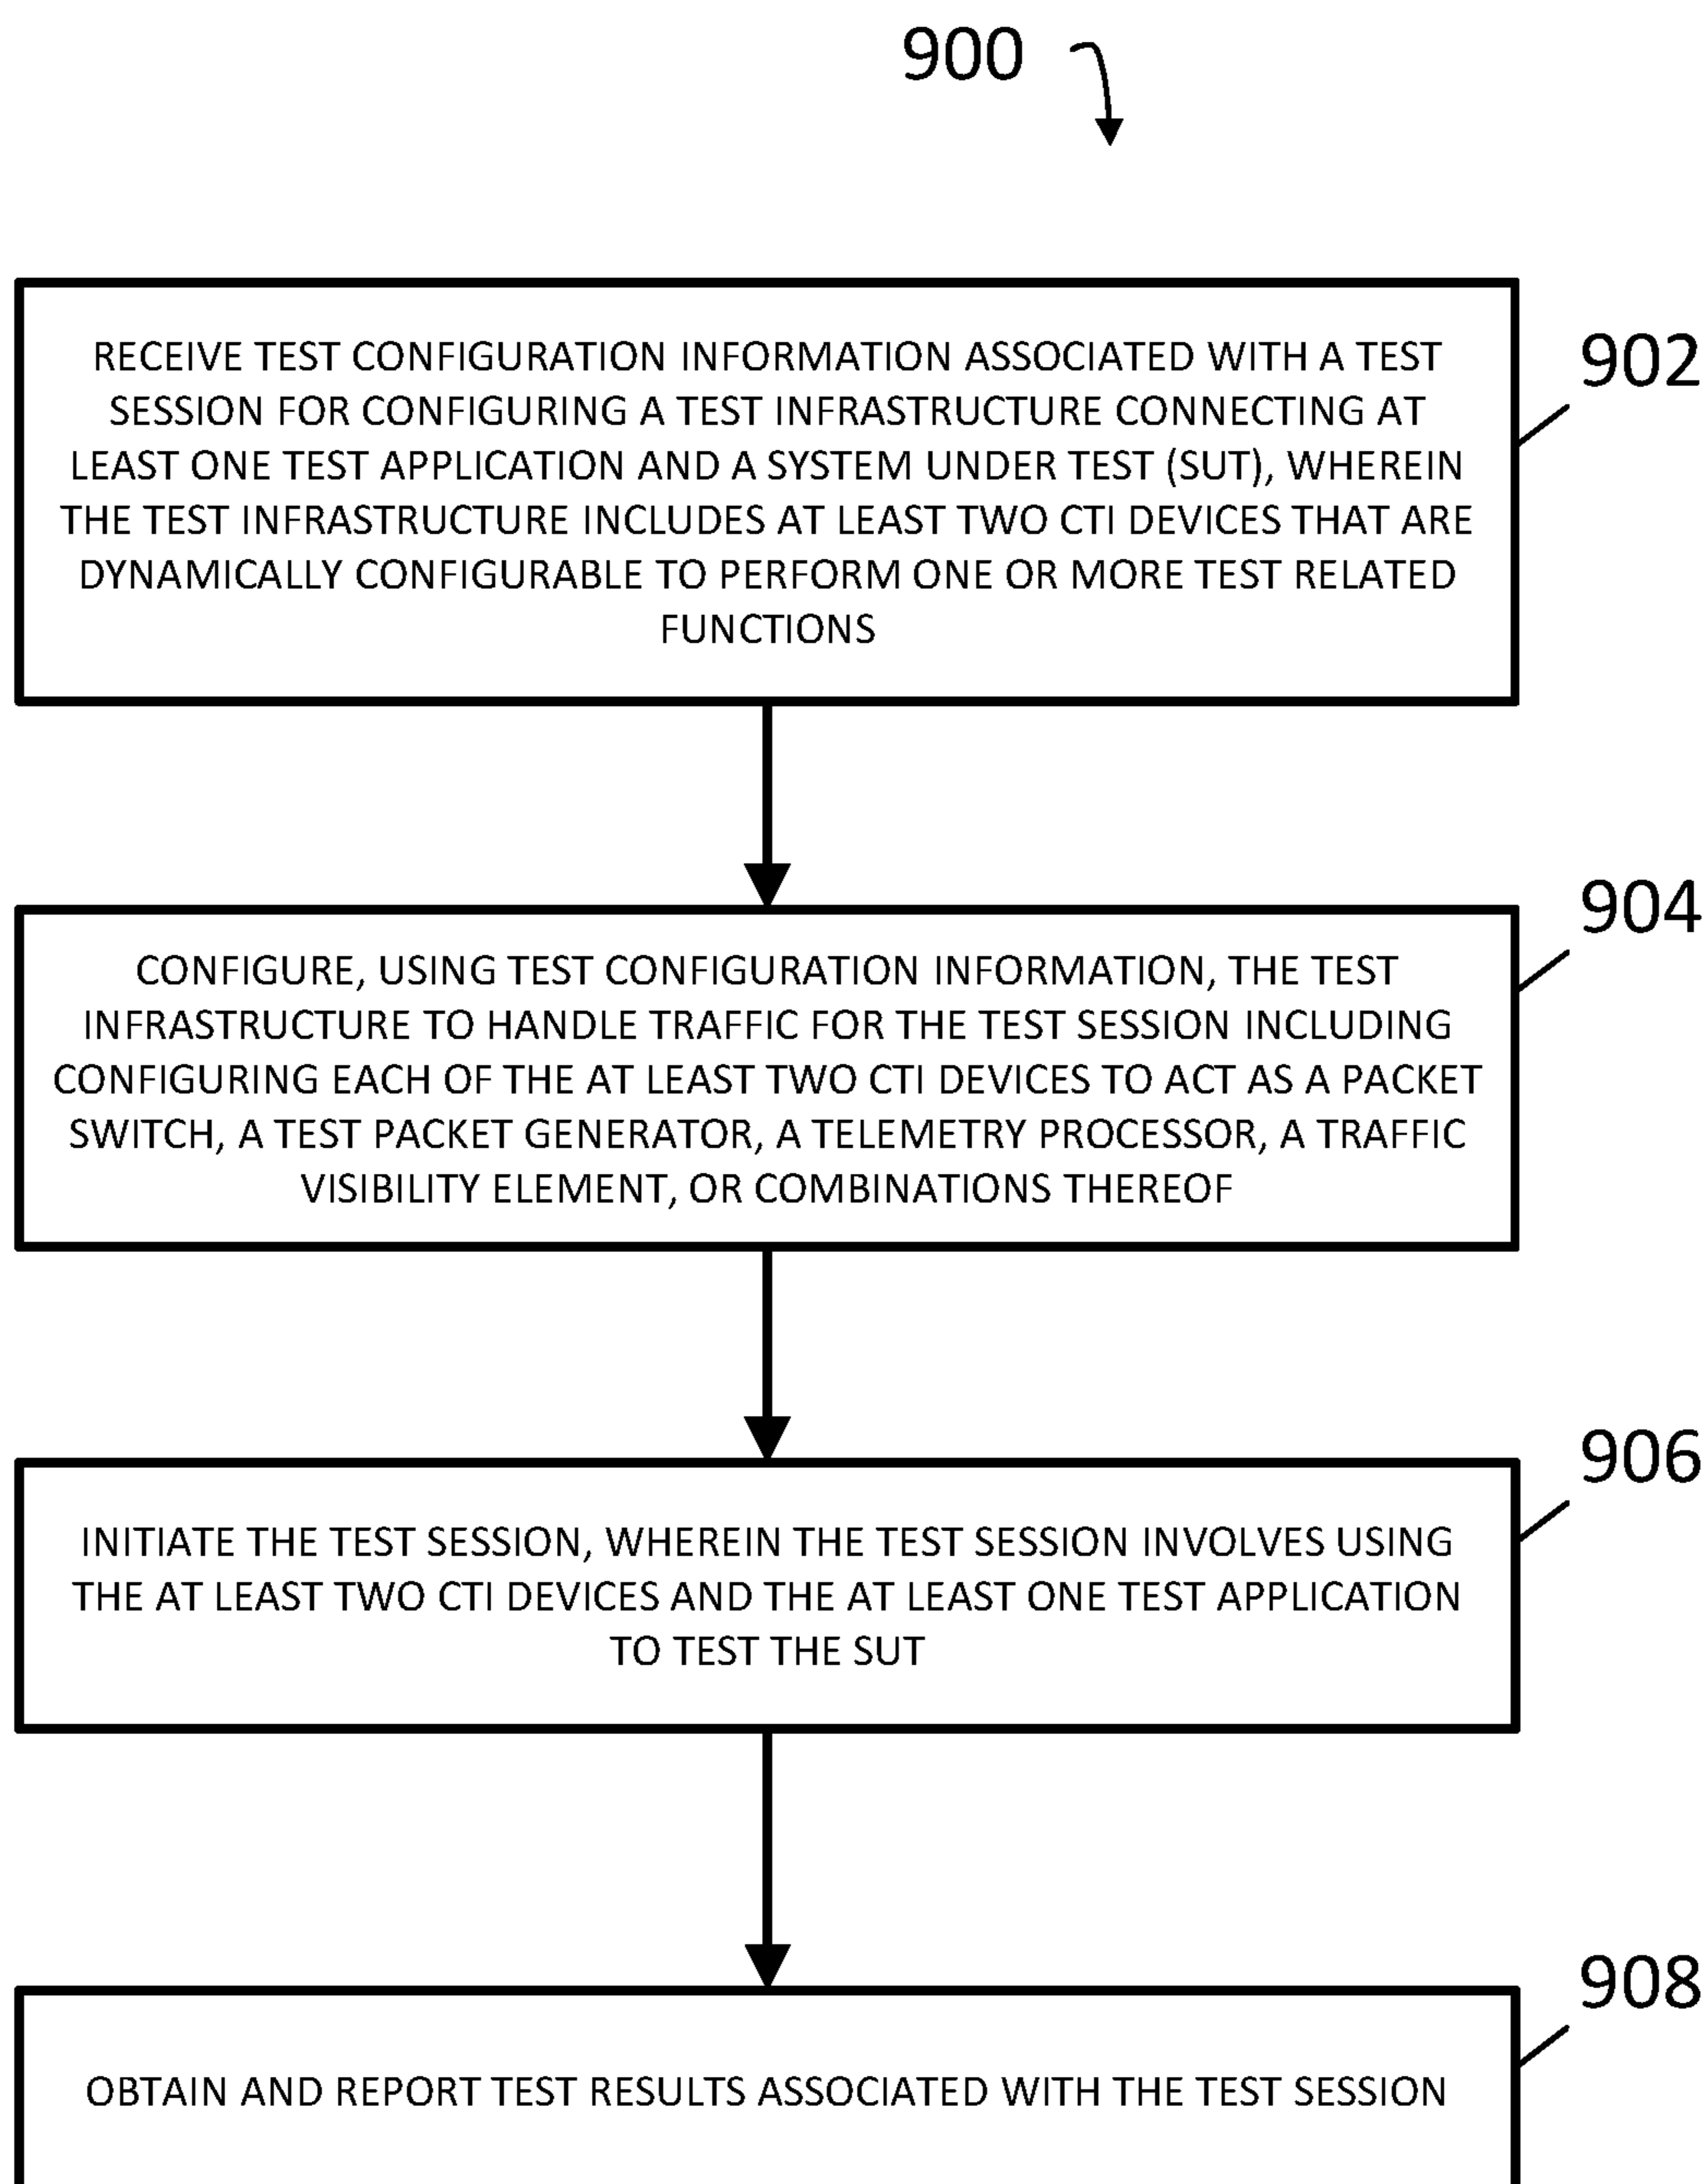 900
RECEIVE TEST CONFIGURATION INFORMATION ASSOCIATED WITH A TEST
SESSION FOR CONFIGURING A TEST INFRASTRUCTURE CONNECTING AT
LEAST ONE TEST APPLICATION AND A SYSTEM UNDER TEST (SUT), WHEREIN
THE TEST INFRASTRUCTURE INCLUDES AT LEAST TWO CTI DEVICES THAT ARE
DYNAMICALLY CONFIGURABLE TO PERFORM ONE OR MORE TEST RELATED
FUNCTIONS
902
CONFIGURE, USING TEST CONFIGURATION INFORMATION, THE TEST
INFRASTRUCTURE TO HANDLE TRAFFIC FOR THE TEST SESSION INCLUDING
CONFIGURING EACH OF THE AT LEAST TWO CTI DEVICES TO ACT AS A PACKET
SWITCH, A TEST PACKET GENERATOR, A TELEMETRY PROCESSOR, A TRAFFIC
VISIBILITY ELEMENT, OR COMBINATIONS THEREOF
904
INITIATE THE TEST SESSION, WHEREIN THE TEST SESSION INVOLVES USING
THE AT LEAST TWO CTI DEVICES AND THE AT LEAST ONE TEST APPLICATION
TO TEST THE SUT
906
OBTAIN AND REPORT TEST RESULTS ASSOCIATED WITH THE TEST SESSION
908